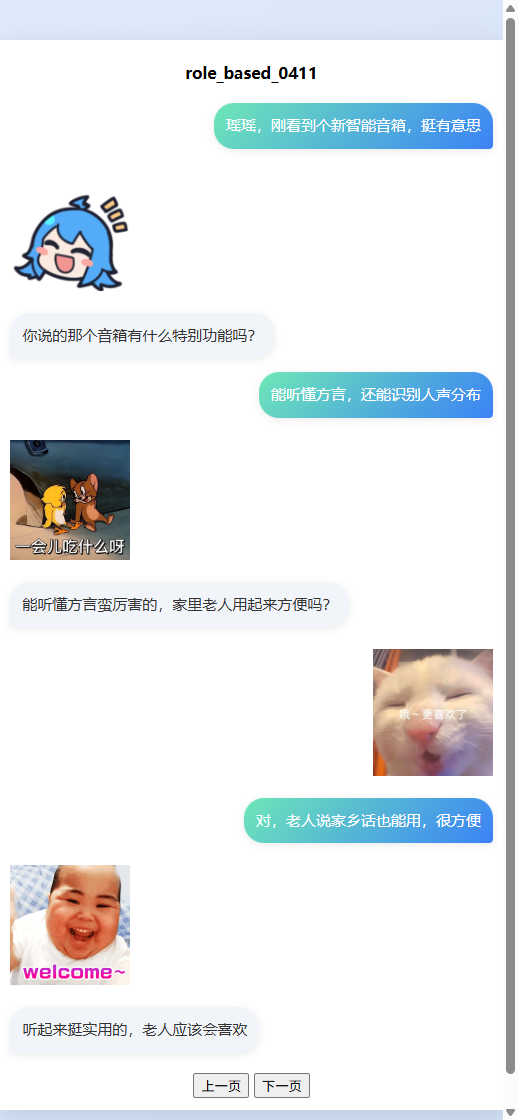 role_based_0411
瑶瑶，刚看到个新智能音箱，挺有意思
你说的那个音箱有什么特别功能吗？
能听懂方言，还能识别人声分布
一会儿吃什么呀
能听懂方言蛮厉害的，家里老人用起来方便吗？
哦～更喜欢了
对，老人说家乡话也能用，很方便
welcome~
听起来挺实用的，老人应该会喜欢
上一页 下一页